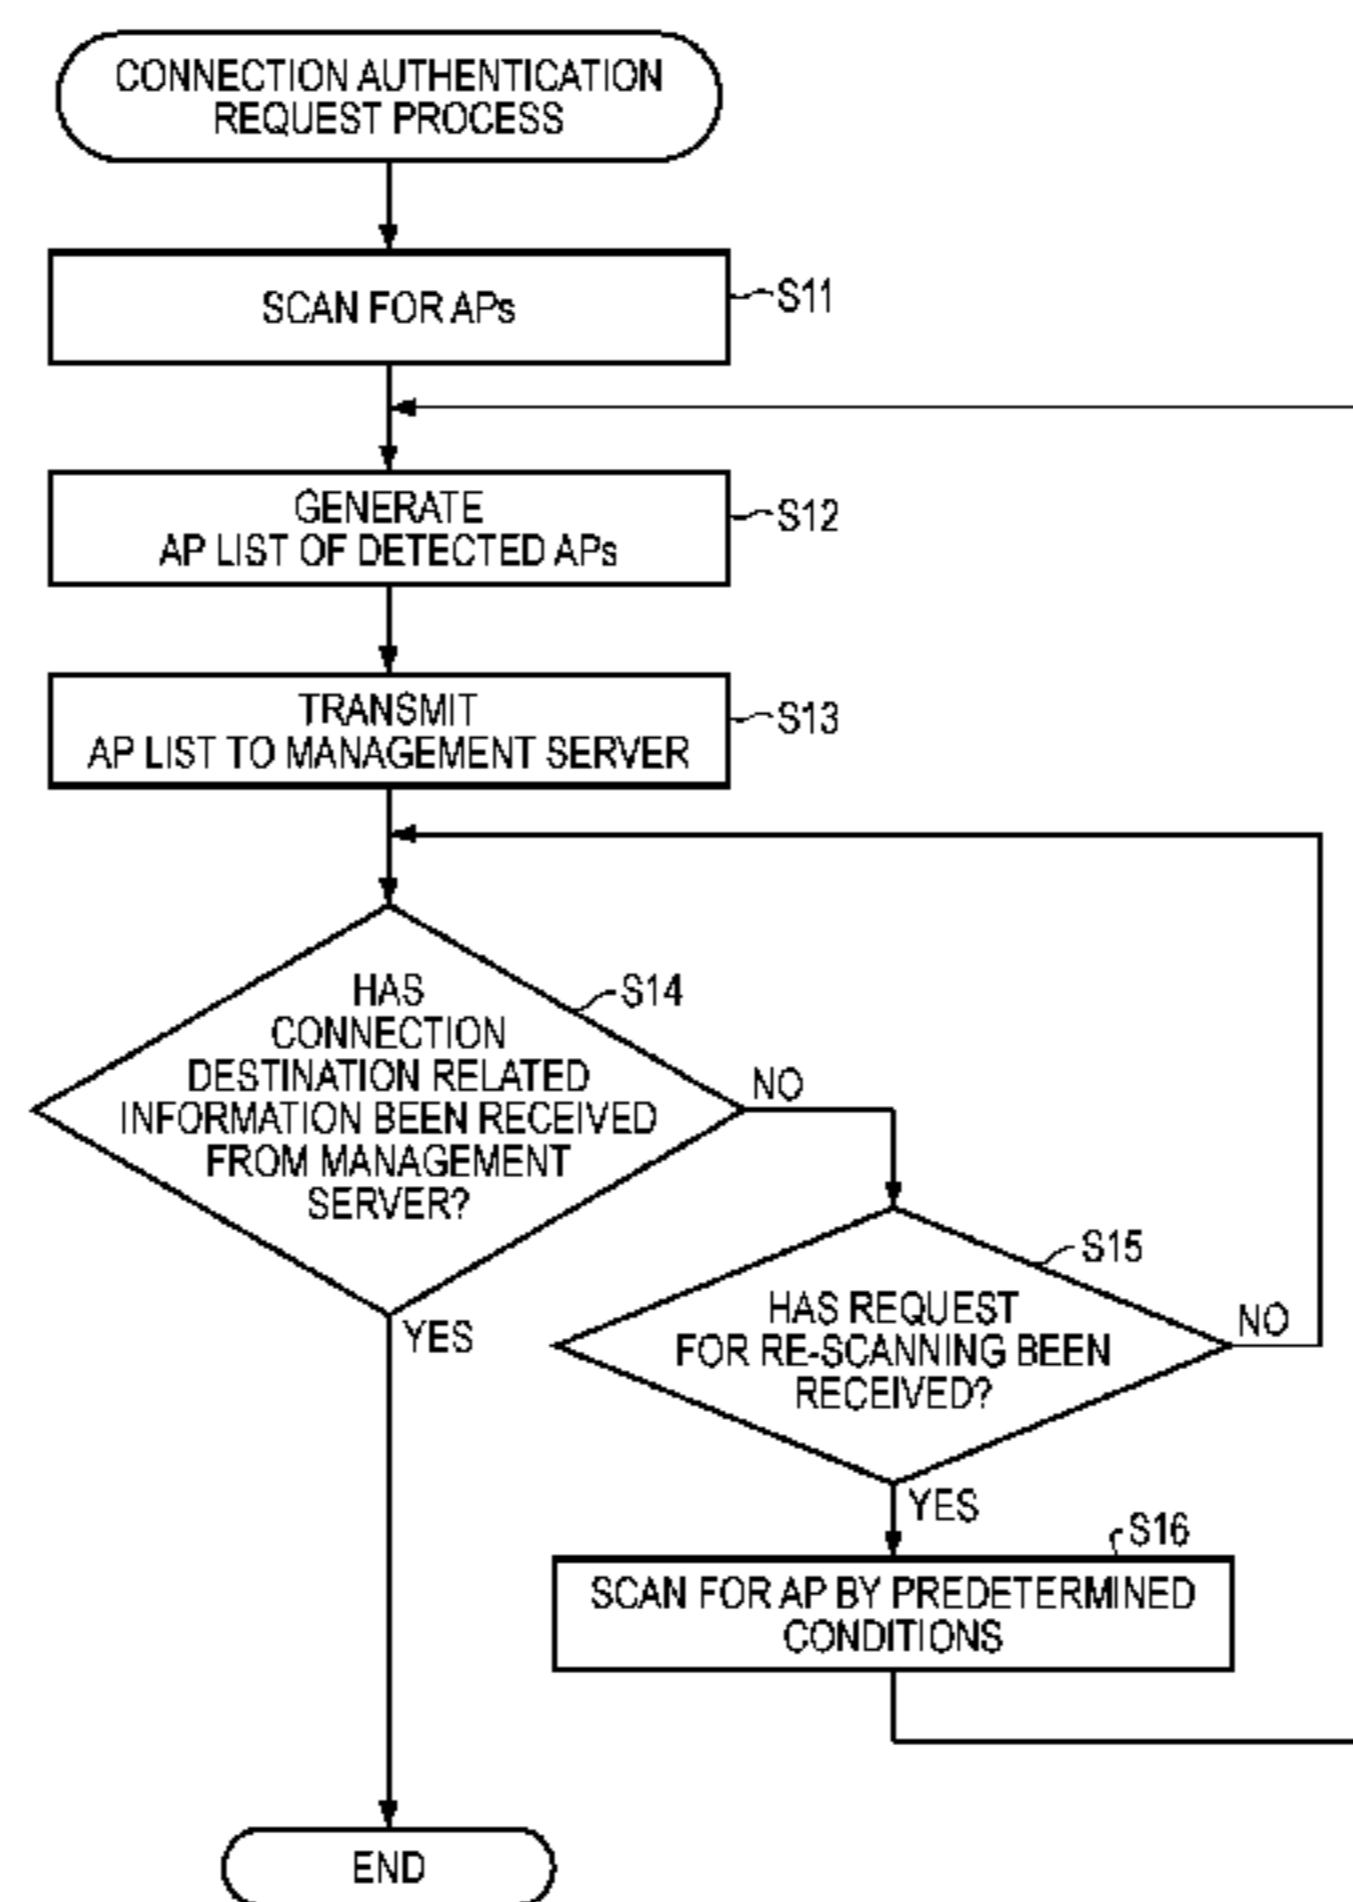 CONNECTION AUTHENTICATION
REQUEST PROCESS
SCAN FOR APs
S11
GENERATE
AP LIST OF DETECTED APs
S12
TRANSMIT
AP LIST TO MANAGEMENT SERVER
S13
HAS
CONNECTION
DESTINATION RELATED
INFORMATION BEEN RECEIVED
FROM MANAGEMENT
SERVER?
S14
NO
YES
HAS REQUEST
FOR RE-SCANNING BEEN
RECEIVED?
S15
NO
YES
SCAN FOR AP BY PREDETERMINED
CONDITIONS
S16
END